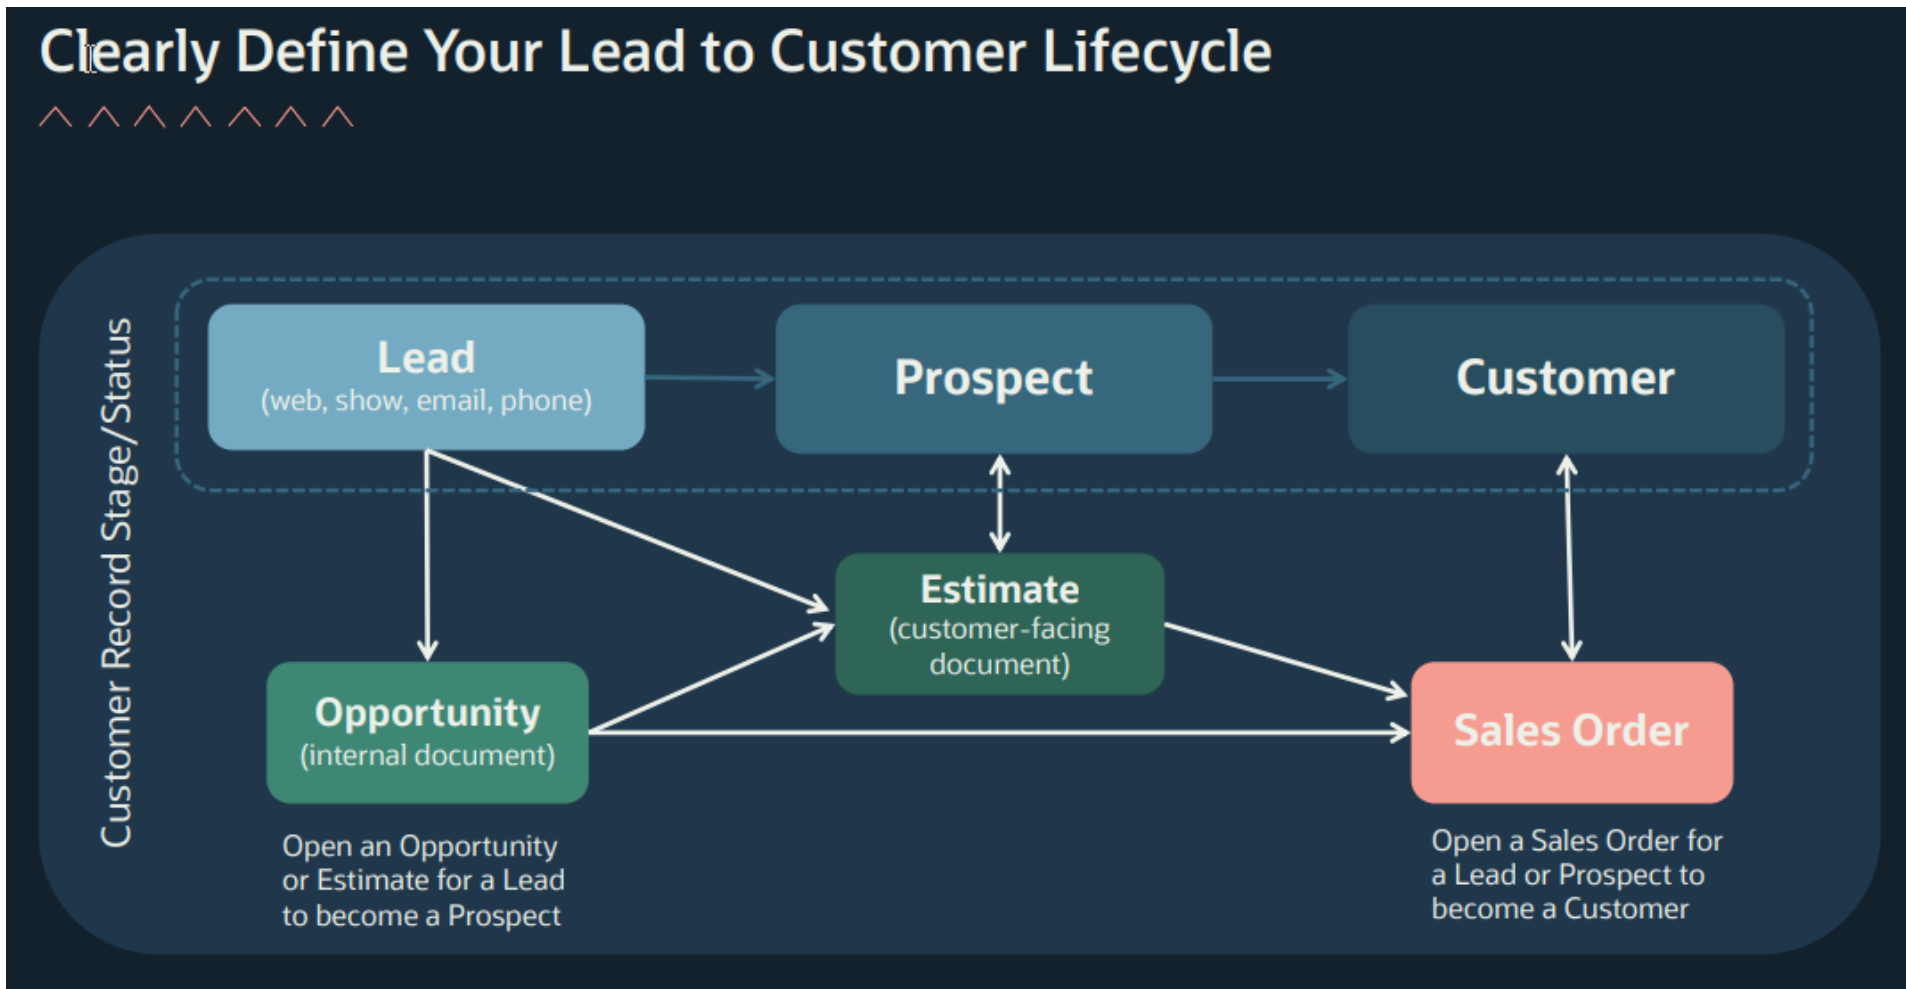 Clearly Define Your Lead to Customer Lifecycle
Customer Record Stage/Status
Lead
(web, show, email, phone)
Prospect
Customer
Estimate
(customer-facing
document)
Opportunity
(internal document)
Sales Order
Open an Opportunity
or Estimate for a Lead
to become a Prospect
Open a Sales Order for
a Lead or Prospect to
become a Customer